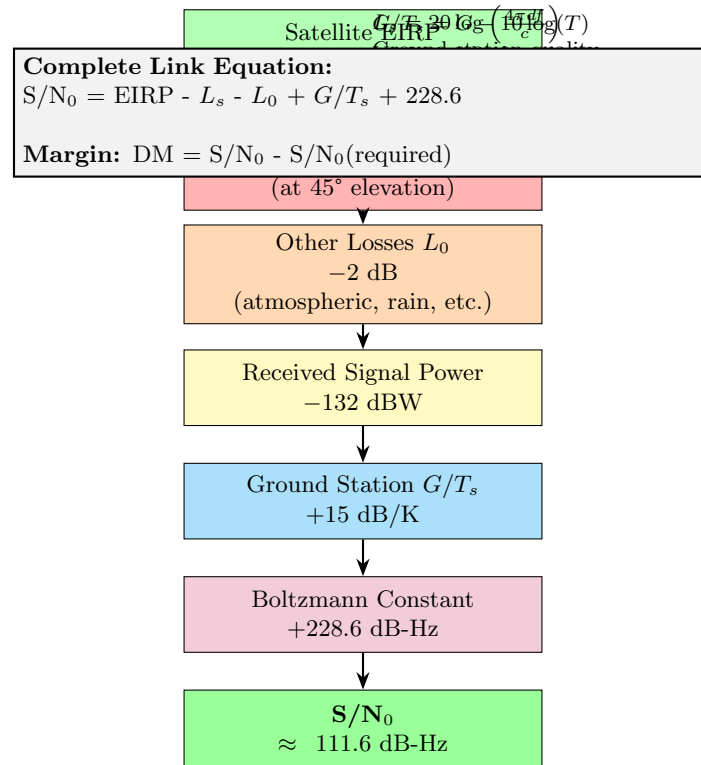 Satellite EIRP
Complete Link Equation:
S/N₀ = EIRP - Lₛ - L₀ + G/Tₛ + 228.6
Margin: DM = S/N₀ - S/N₀(required)
(at 45° elevation)
Other Losses L₀
−2 dB
(atmospheric, rain, etc.)
Received Signal Power
−132 dBW
Ground Station G/Tₛ
+15 dB/K
Boltzmann Constant
+228.6 dB-Hz
S/N₀
≈ 111.6 dB-Hz